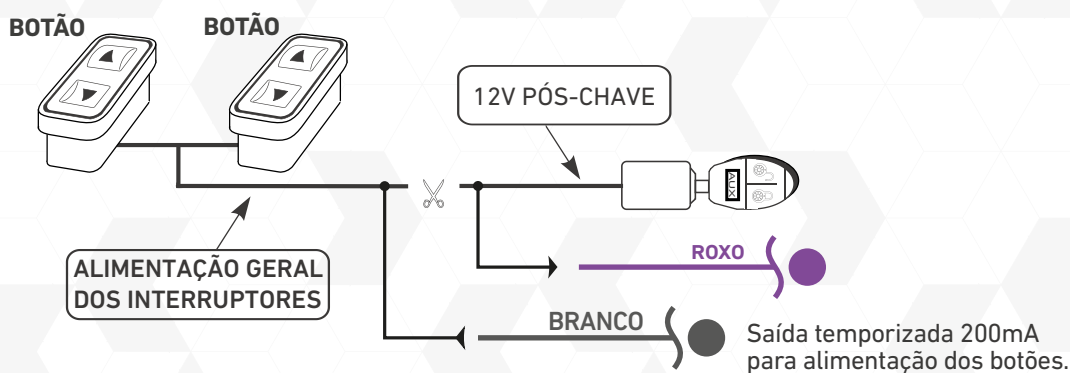 BOTÃO
BOTÃO
12V PÓS-CHAVE
AUX
ALIMENTAÇÃO GERAL
DOS INTERRUPTORES
ROXO
BRANCO
Saída temporizada 200mA
para alimentação dos botões.